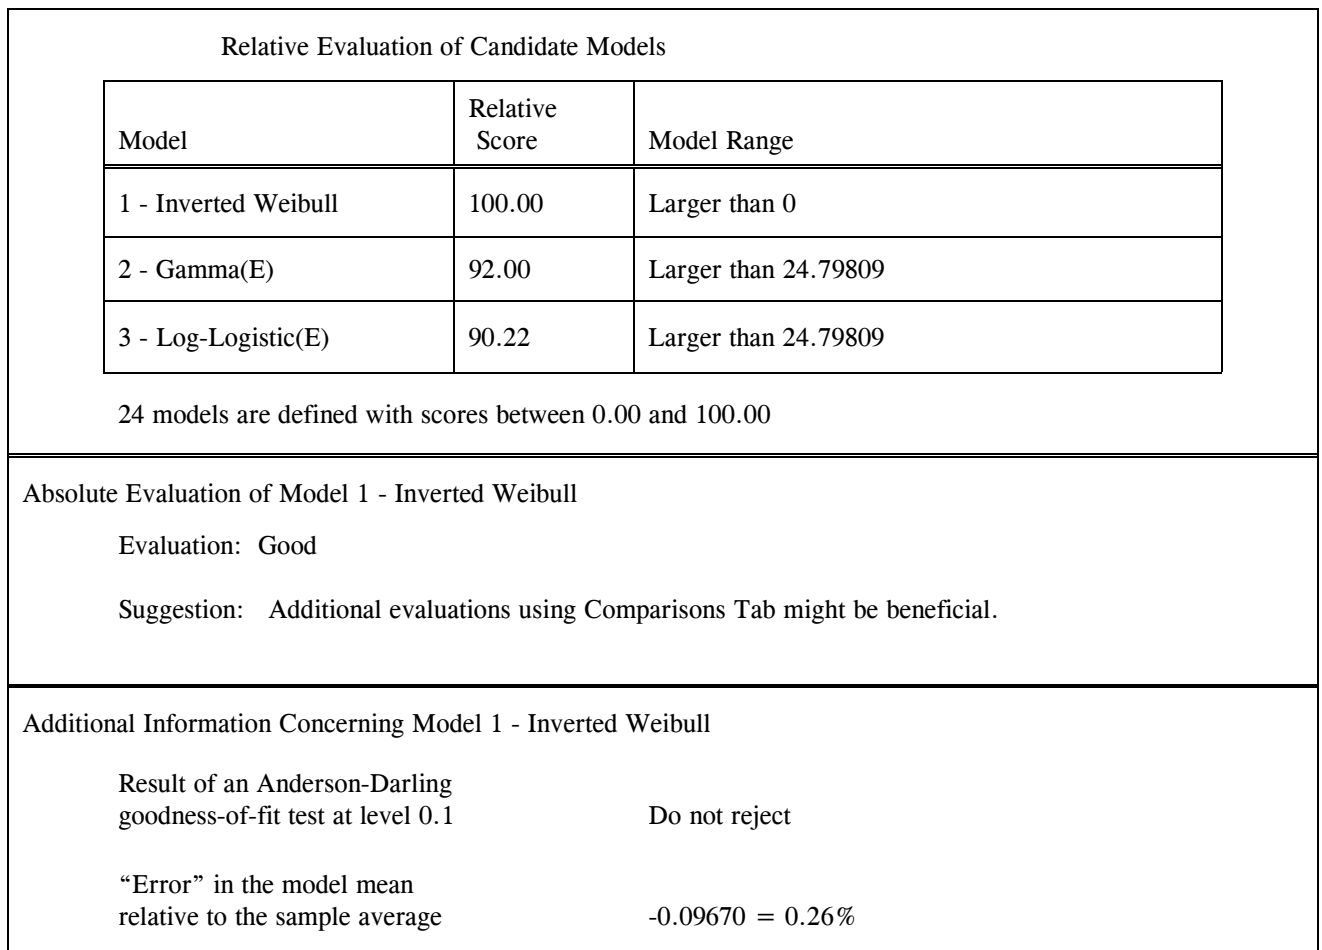 Relative Evaluation of Candidate Models
Model
Relative
Score
Model Range
1 - Inverted Weibull
100.00
Larger than 0
2 - Gamma(E)
92.00
Larger than 24.79809
3 - Log-Logistic(E)
90.22
Larger than 24.79809
24 models are defined with scores between 0.00 and 100.00
Absolute Evaluation of Model 1 - Inverted Weibull
Evaluation: Good
Suggestion: Additional evaluations using Comparisons Tab might be beneficial.
Additional Information Concerning Model 1 - Inverted Weibull
Result of an Anderson-Darling
goodness-of-fit test at level 0.1 Do not reject
“Error” in the model mean
relative to the sample average -0.09670 = 0.26%